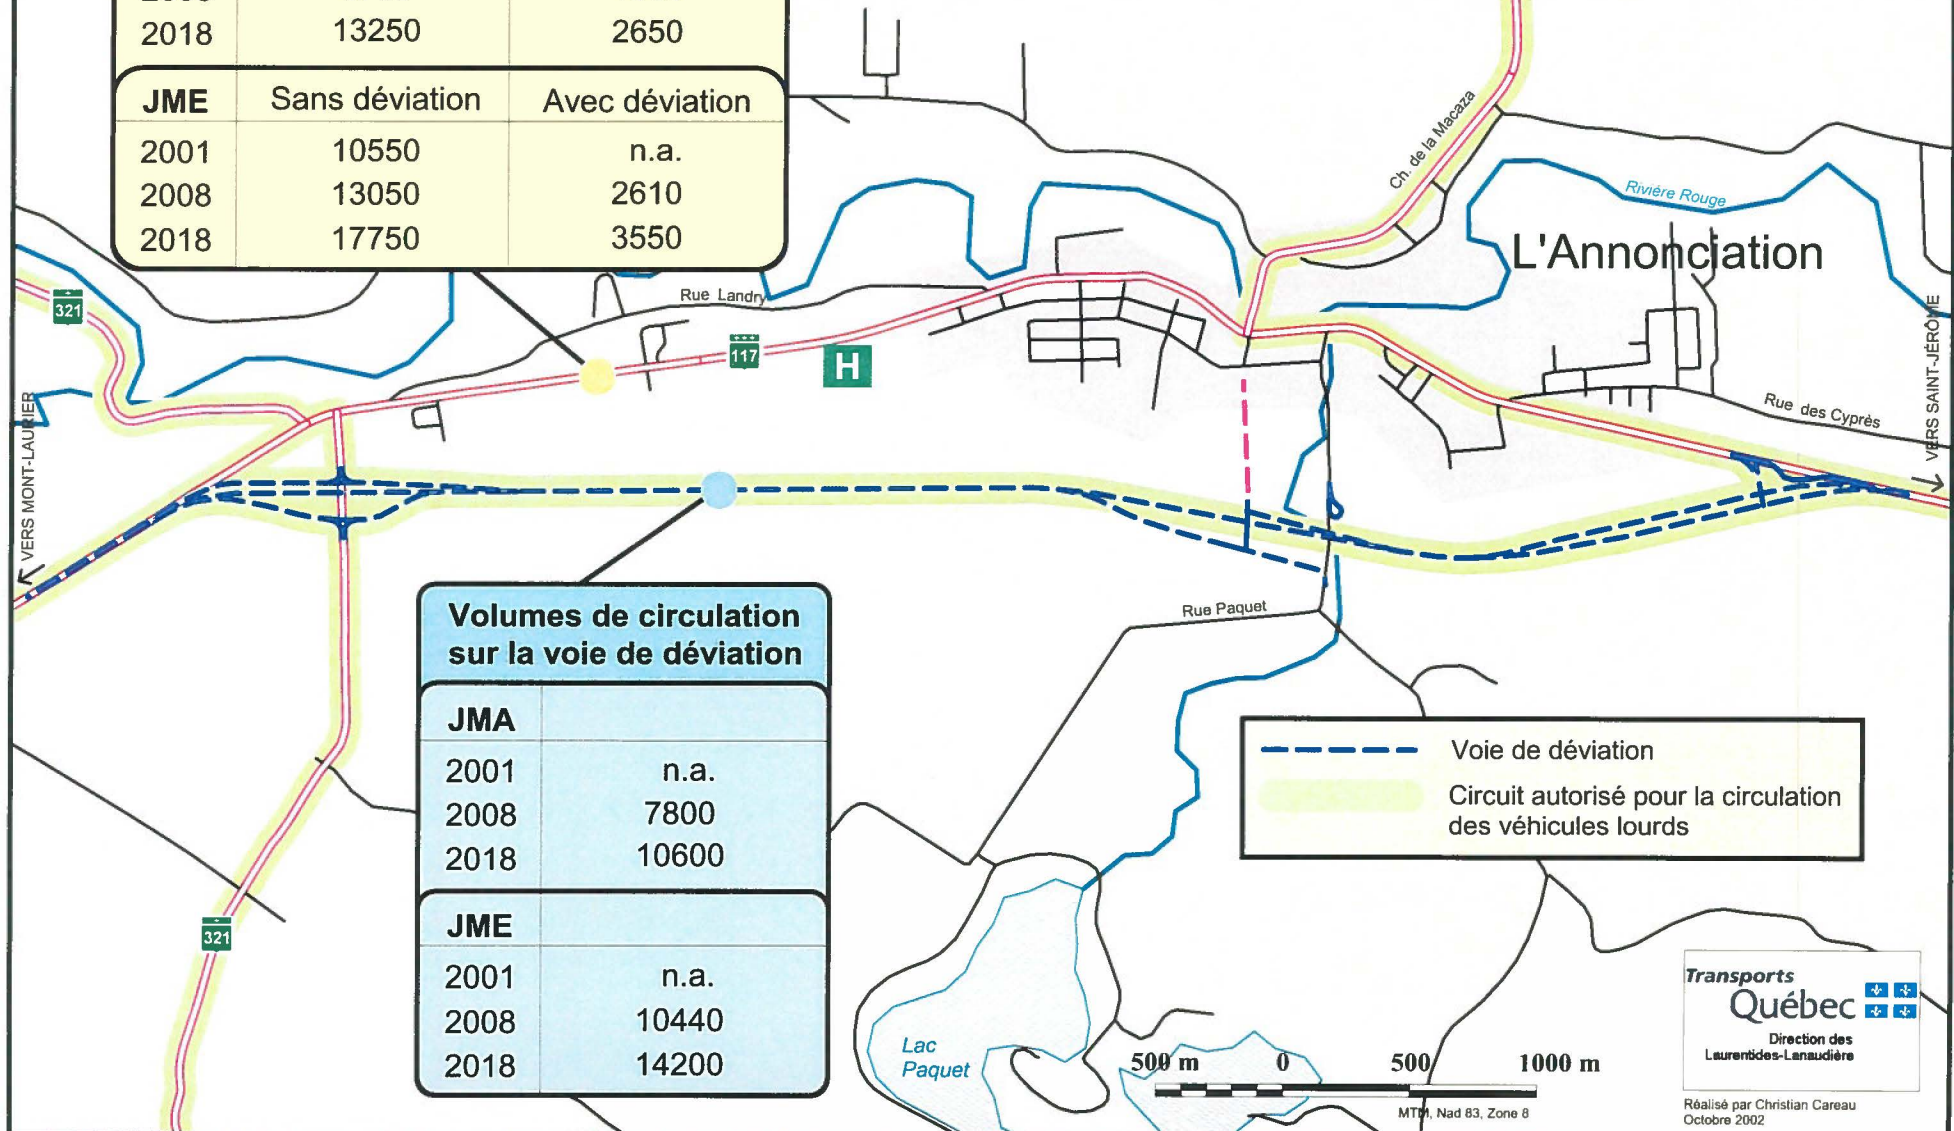 2018 13250 2650
JME Sans déviation Avec déviation
2001 10550 n.a.
2008 13050 2610
2018 17750 3550
Ch. de la Macaza
Riviére Rouge
L'Annonciation
321
Rue Landry
117
H
VERS MONT-LAURIER
VERS SAINT-JÉRÔME
Rue des Cyprès
Volumes de circulation
sur la voie de déviation
JMA
2001 n.a.
2008 7800
2018 10600
JME
2001 n.a.
2008 10440
2018 14200
Rue Paquet
Voie de déviation
Circuit autorisé pour la circulation
des véhicules lourds
321
Lac
Paquet
500 m 0 500 1000 m
MTM, Nad 83, Zone 8
Transports
Québec
Direction des
Laurentides-Lanaudière
Réalisé par Christian Careau
Octobre 2002